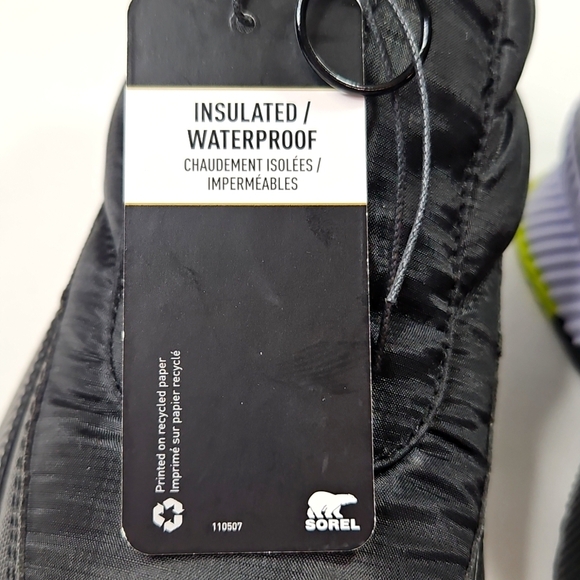 INSULATED /
WATERPROOF
CHAUDEMENT ISOLÉES /
IMPERMÉABLES
Printed on recycled paper
Imprimé sur papier recyclé
110507
SOREL